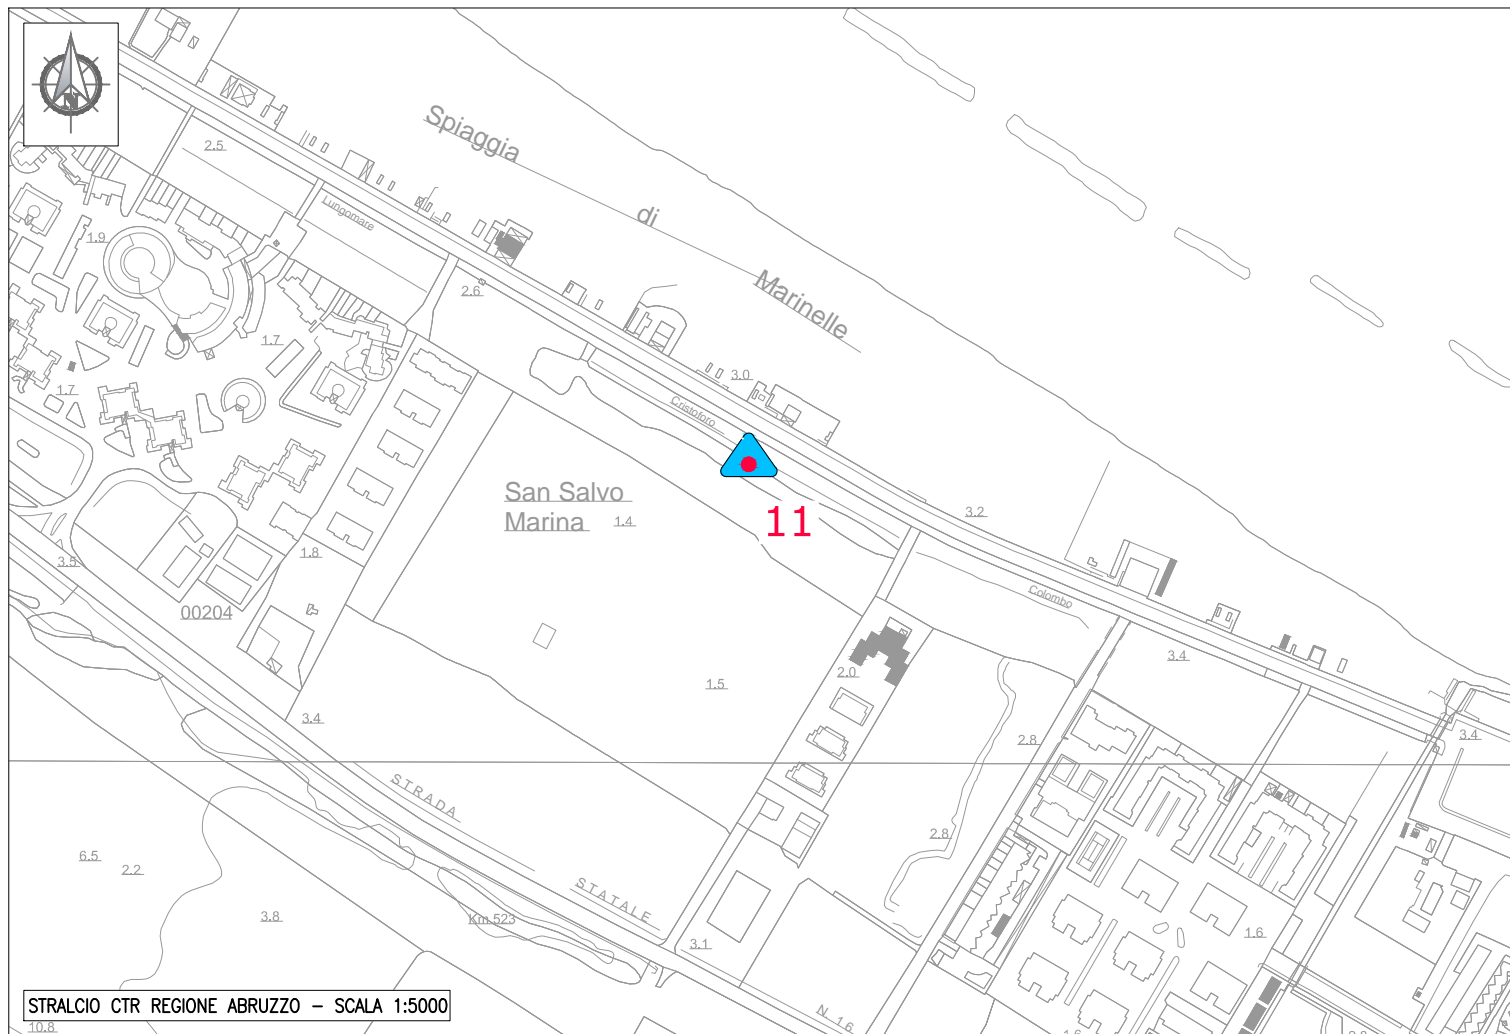 N
Spiaggia
di
Marinelle
2.5
Lungomare
1.9
2.6
1.7
3.0
1.7
Cristoforo
San Salvo
Marina
1.4
11
3.2
3.5
1.8
00204
Colombo
3.4
2.0
1.5
3.4
2.8
3.4
STRADA
2.8
6.5
2.2
STATALE
3.8
Km 523
3.1
1.6
N. 16
STRALCIO CTR REGIONE ABRUZZO – SCALA 1:5000
10.8
1.6